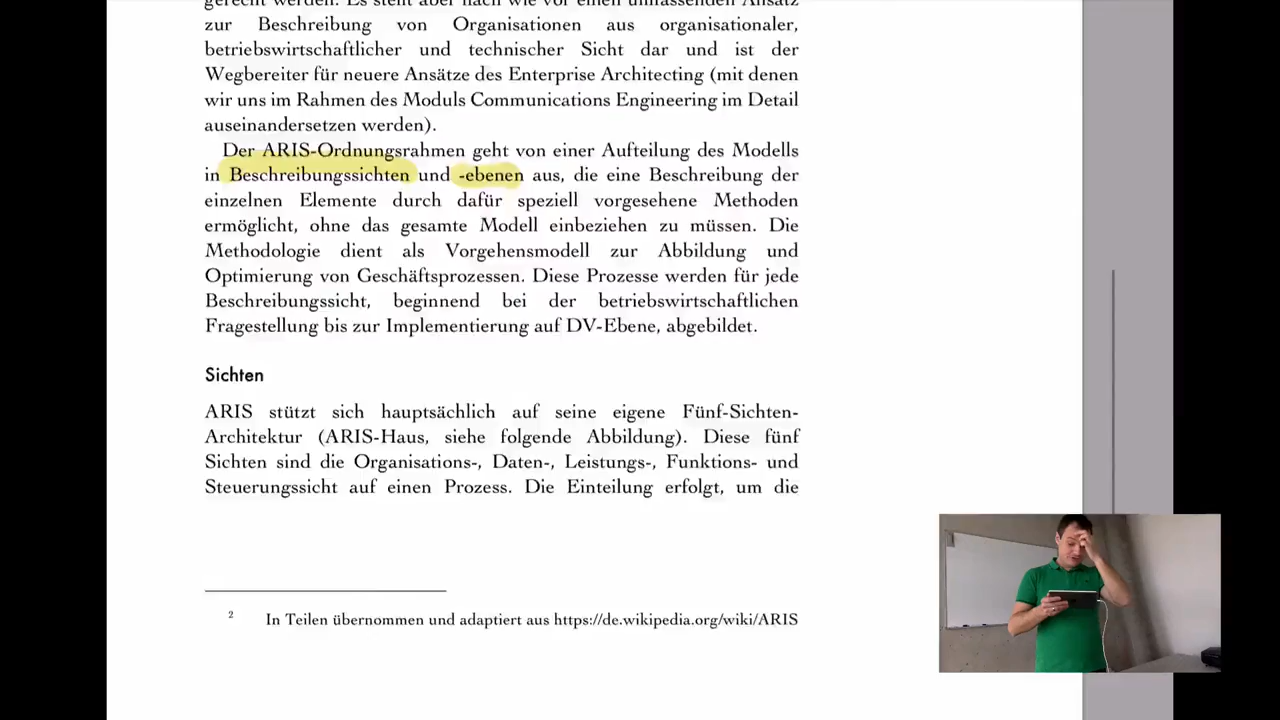 gerecht werden. Es stellt aber nach wie vor einen umfassenden Ansatz
zur Beschreibung von Organisationen aus organisationaler,
betriebswirtschaftlicher und technischer Sicht dar und ist der
Wegbereiter für neuere Ansätze des Enterprise Architecting (mit denen
wir uns im Rahmen des Moduls Communications Engineering im Detail
auseinandersetzen werden).
Der ARIS-Ordnungsrahmen geht von einer Aufteilung des Modells
in Beschreibungssichten und -ebenen aus, die eine Beschreibung der
einzelnen Elemente durch dafür speziell vorgesehene Methoden
ermöglicht, ohne das gesamte Modell einbeziehen zu müssen. Die
Methodologie dient als Vorgehensmodell zur Abbildung und
Optimierung von Geschäftsprozessen. Diese Prozesse werden für jede
Beschreibungssicht, beginnend bei der betriebswirtschaftlichen
Fragestellung bis zur Implementierung auf DV-Ebene, abgebildet.
Sichten
ARIS stützt sich hauptsächlich auf seine eigene Fünf-Sichten-
Architektur (ARIS-Haus, siehe folgende Abbildung). Diese fünf
Sichten sind die Organisations-, Daten-, Leistungs-, Funktions- und
Steuerungssicht auf einen Prozess. Die Einteilung erfolgt, um die
2 In Teilen übernommen und adaptiert aus https://de.wikipedia.org/wiki/ARIS